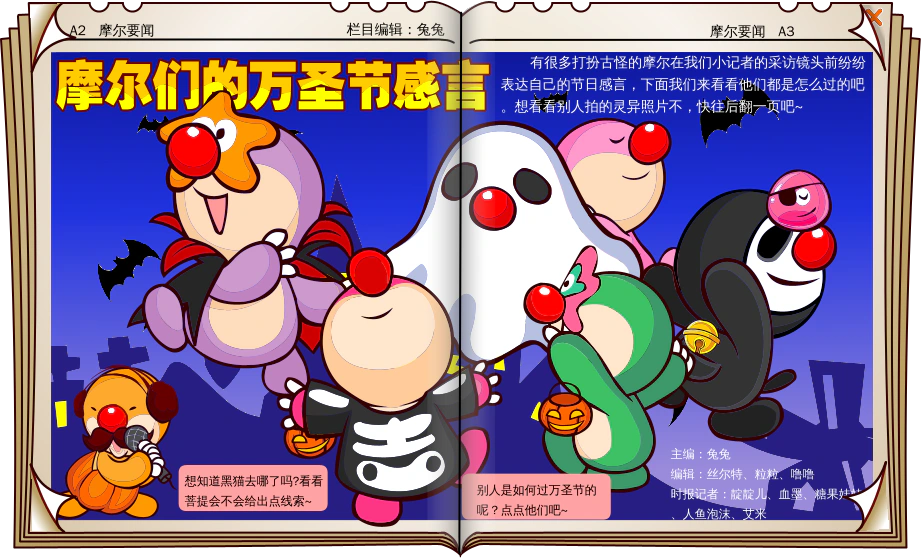 A2 摩尔要闻
栏目编辑：兔兔
摩尔要闻 A3
摩尔们的万圣节感言
有很多打扮古怪的摩尔在我们小记者的采访镜头前纷纷
表达自己的节日感言，下面我们来看看他们都是怎么过的吧
。想看看别人拍的灵异照片不，快往后翻一页吧~
想知道黑猫去哪了吗?看看
菩提会不会给出点线索~
别人是如何过万圣节的
呢？点点他们吧~
主编：兔兔
编辑：丝尔特、粒粒、噜噜
时报记者：靛靛儿、血墨、糖果娃娃
、人鱼泡沫、艾米